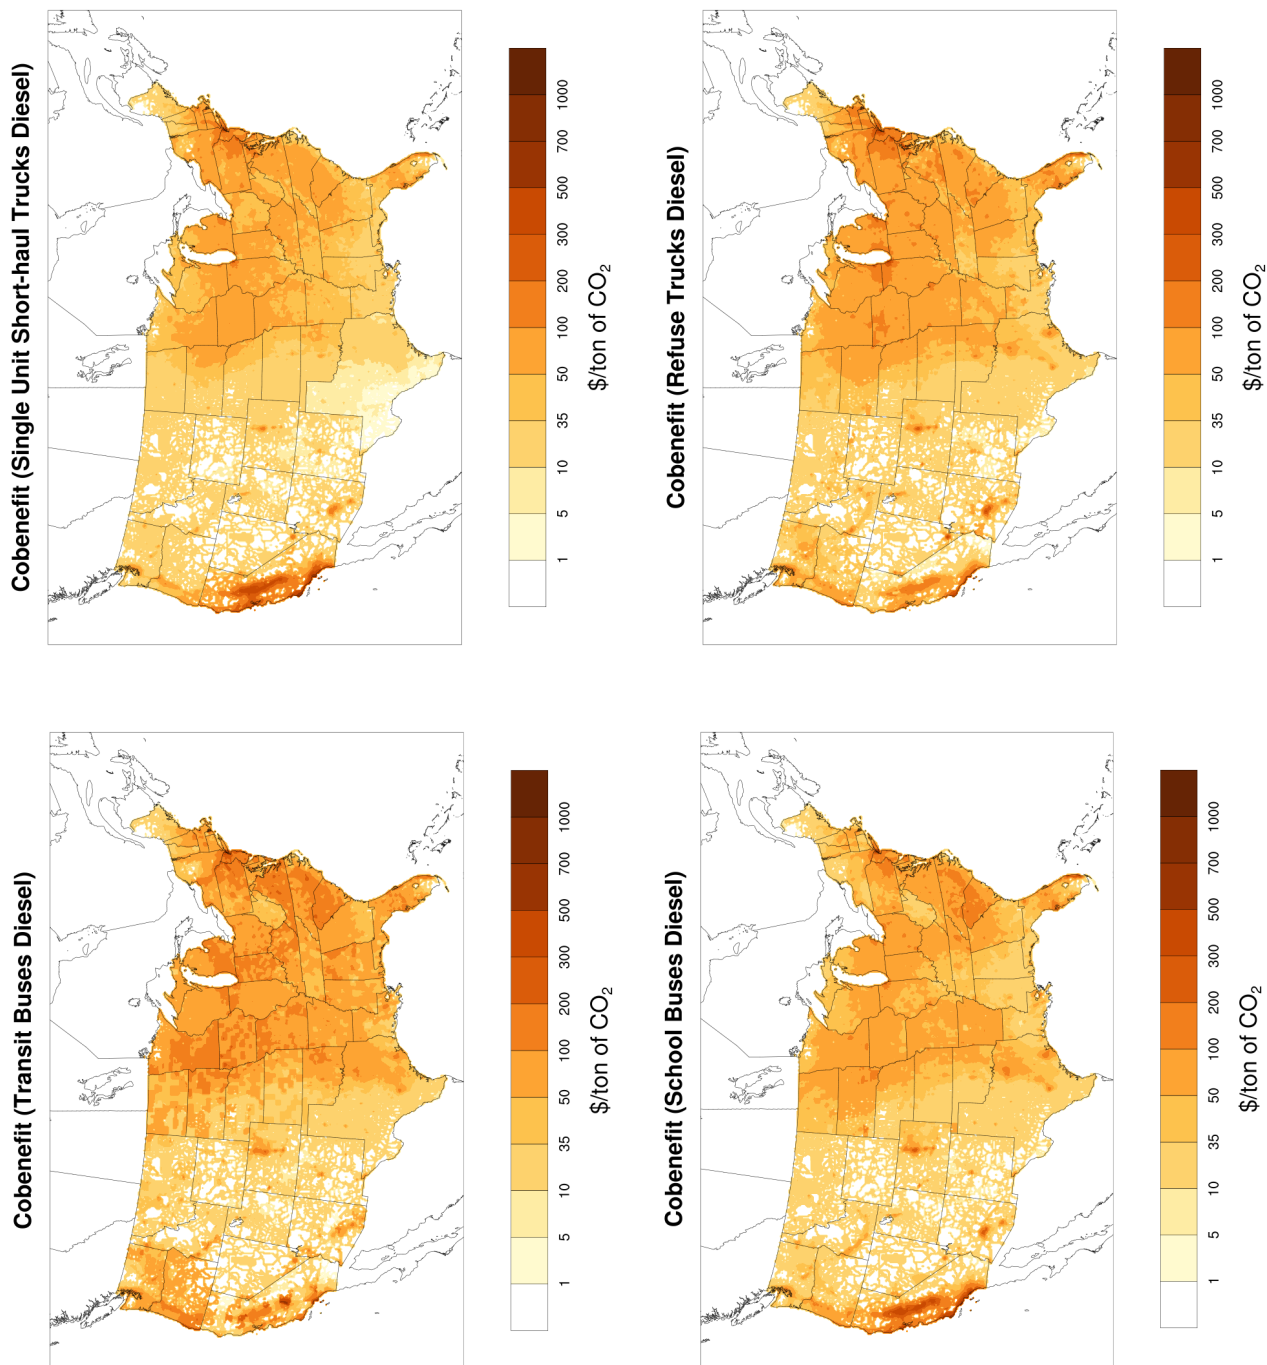 Cobenefit (Transit Buses Diesel)
1 5 10 35 50 100 200 300 500 700 1000
$/ton of CO₂
Cobenefit (Single Unit Short-haul Trucks Diesel)
1 5 10 35 50 100 200 300 500 700 1000
$/ton of CO₂
Cobenefit (School Buses Diesel)
1 5 10 35 50 100 200 300 500 700 1000
$/ton of CO₂
Cobenefit (Refuse Trucks Diesel)
1 5 10 35 50 100 200 300 500 700 1000
$/ton of CO₂